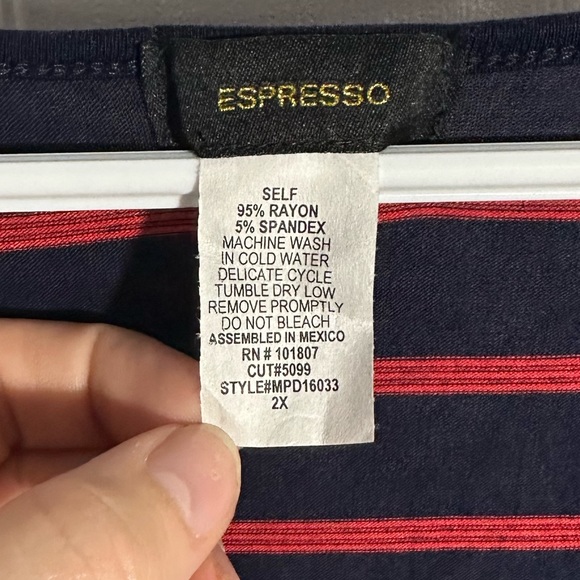 ESPRESSO
SELF
95% RAYON
5% SPANDEX
MACHINE WASH
IN COLD WATER
DELICATE CYCLE
TUMBLE DRY LOW
REMOVE PROMPTLY
DO NOT BLEACH
ASSEMBLED IN MEXICO
RN # 101807
CUT#5099
STYLE#MPD16033
2X